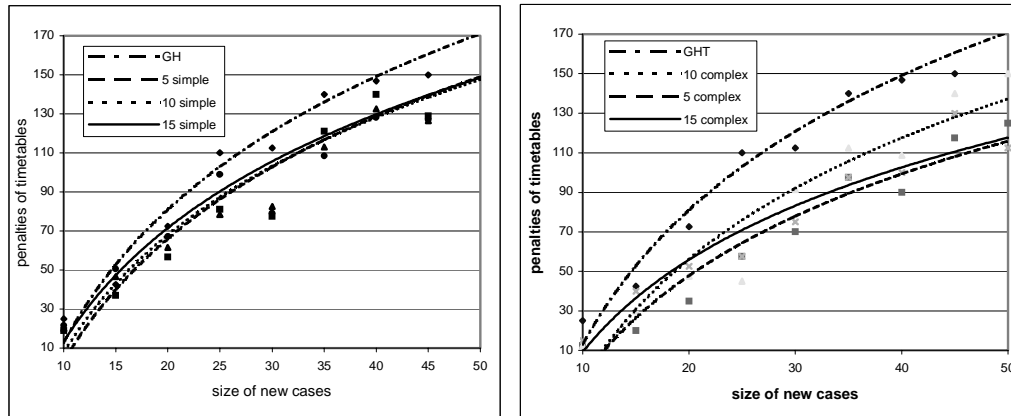 170
150
130
110
90
70
50
30
10
penalties of timetables
GH
5 simple
10 simple
15 simple
10 15 20 25 30 35 40 45 50
size of new cases
170
150
130
110
90
70
50
30
10
penalties of timetables
GHT
10 complex
5 complex
15 complex
10 20 30 40 50
size of new cases